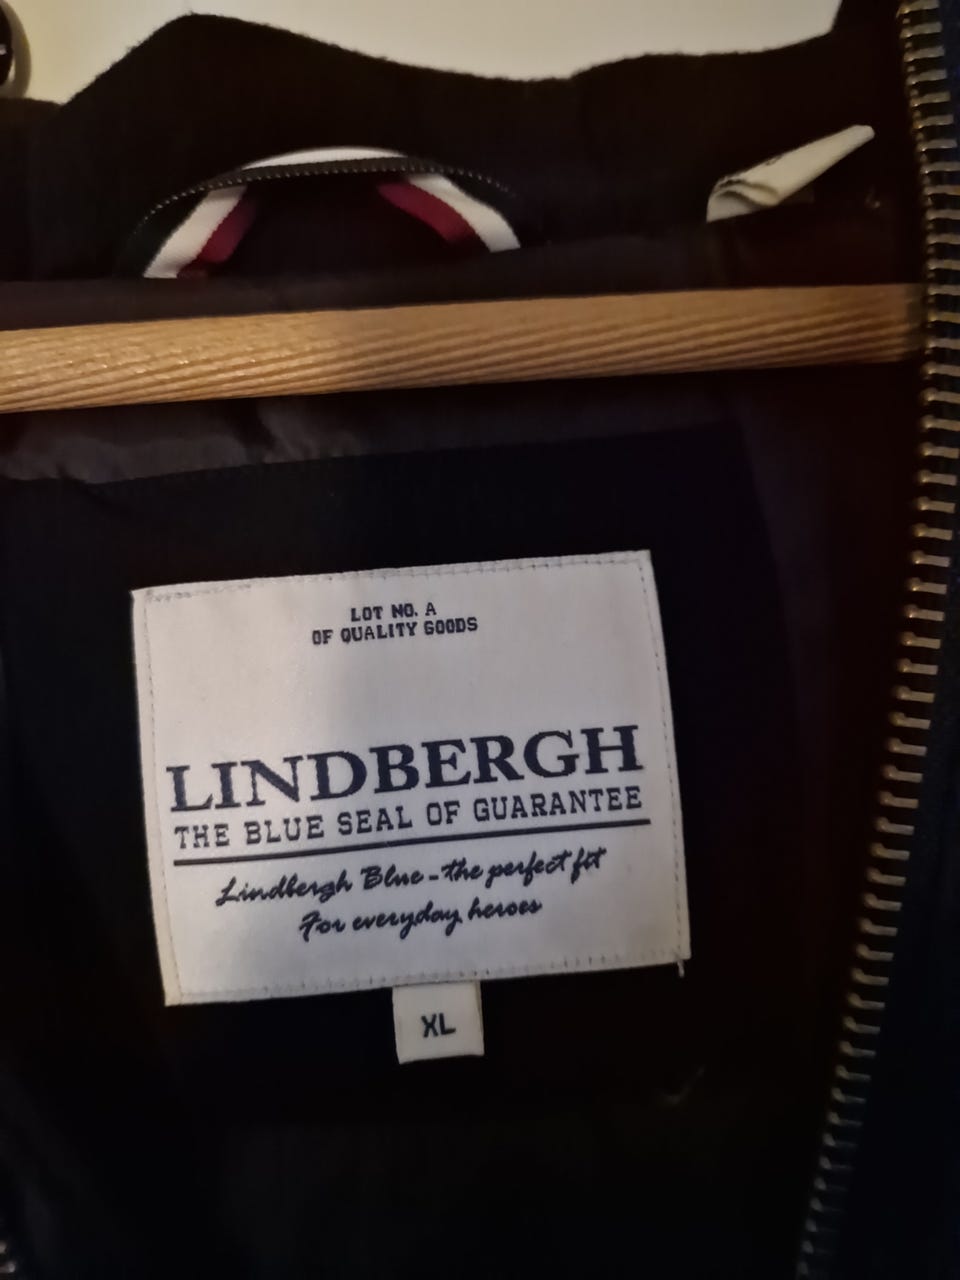 LOT NO. A
OF QUALITY GOODS
LINDBERGH
THE BLUE SEAL OF GUARANTEE
Lindbergh Blue - the perfect fit
For everyday heroes
XL